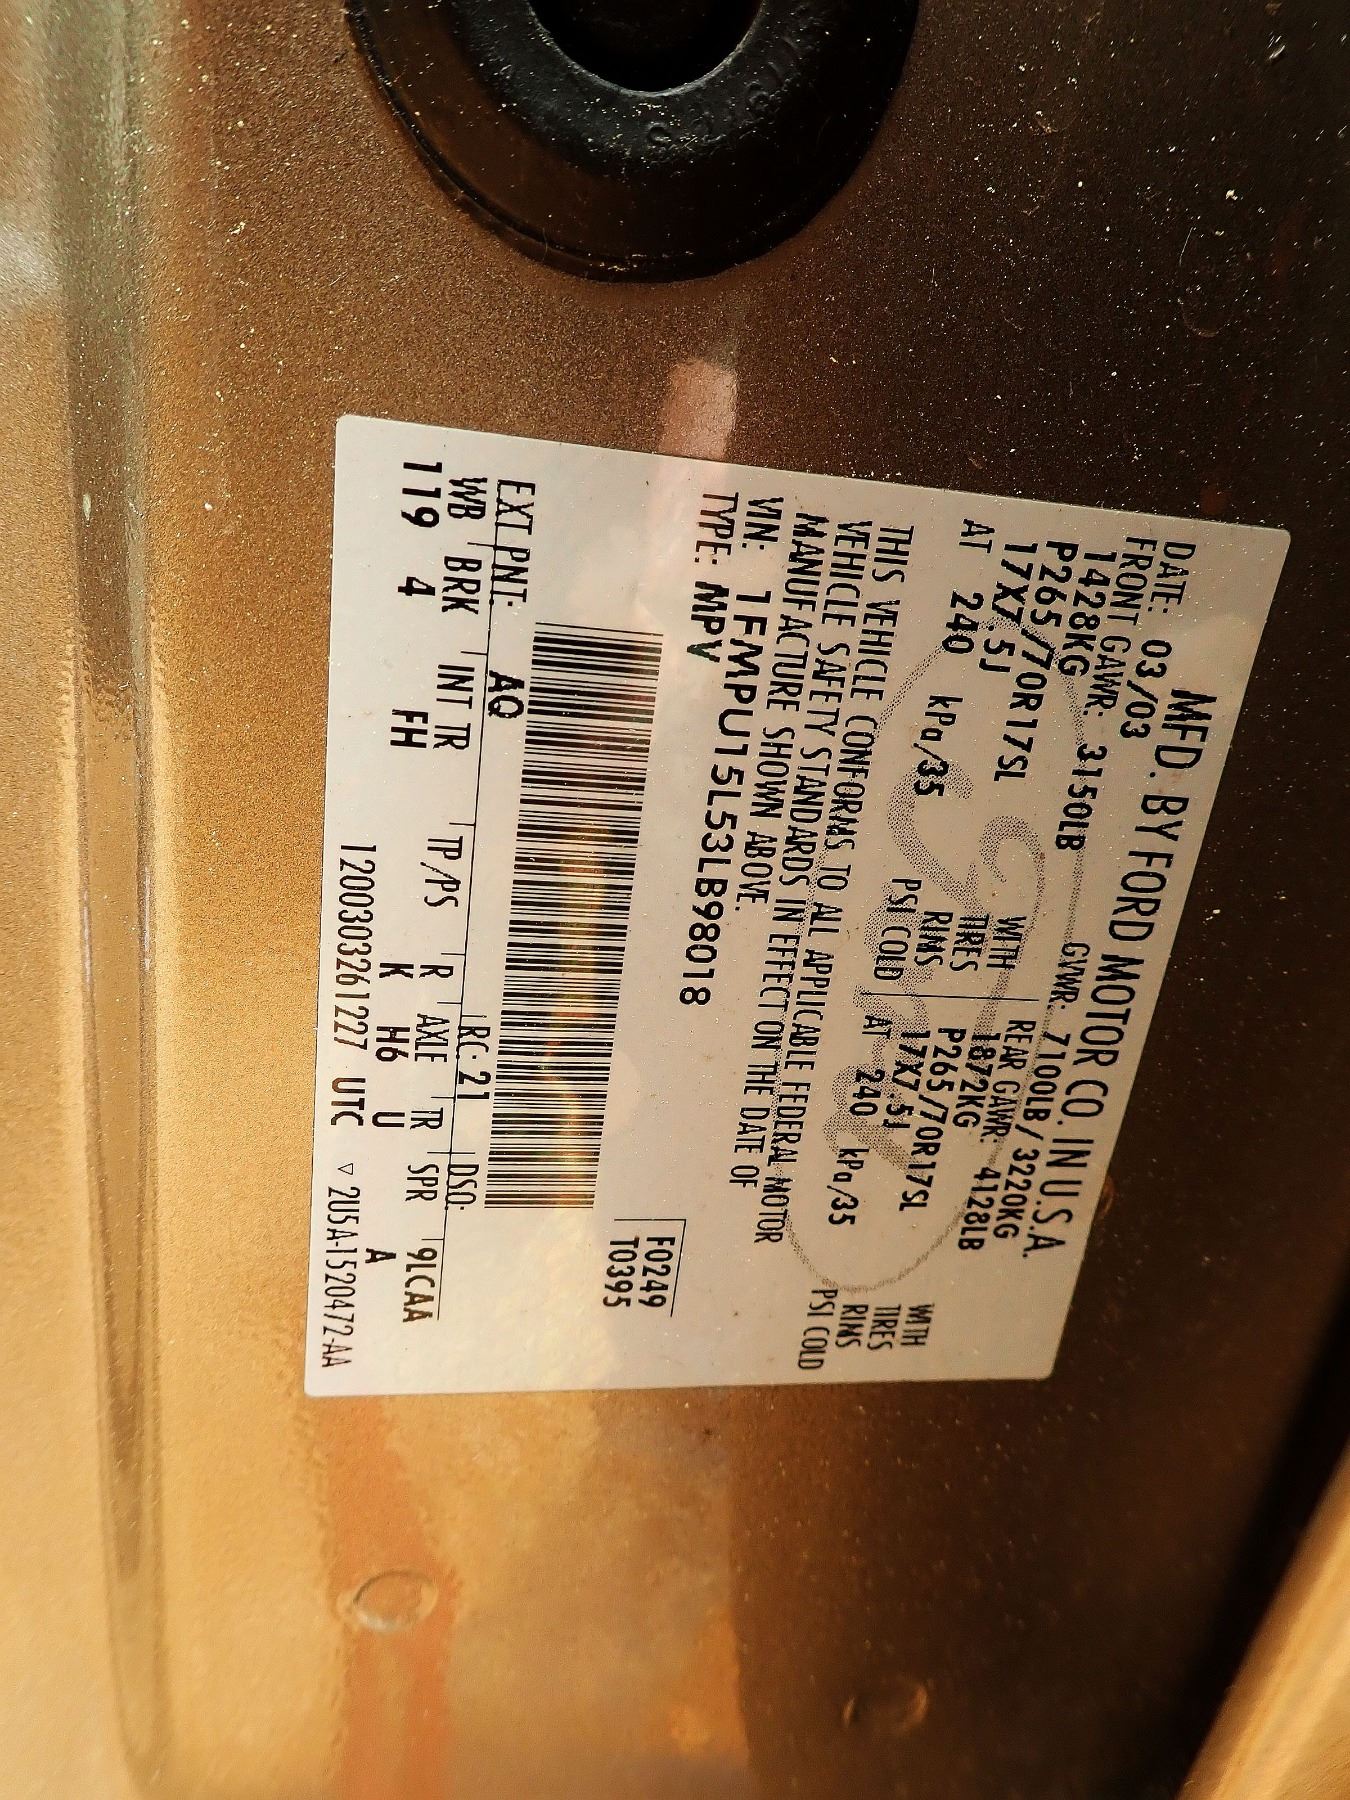 MFD. BY FORD MOTOR CO. IN U.S.A.
DATE: 03/03 GVWR: 7100LB/3220KG
FRONT GAWR: 3150LB REAR GAWR: 4128LB
1428KG WITH 1872KG WITH
P265/70R17SL TIRES P265/70R17SL TIRES
17X7.5J RIMS 17X7.5J RIMS
AT 240 kPa/35 PSI COLD AT 240 kPa/35 PSI COLD
THIS VEHICLE CONFORMS TO ALL APPLICABLE FEDERAL MOTOR
VEHICLE SAFETY STANDARDS IN EFFECT ON THE DATE OF
MANUFACTURE SHOWN ABOVE.
VIN: 1FMPU15L53LB98018
TYPE: MPV
F0249
T0395
EXT PNT: AQ RC: 21 DSO:
WB BRK INT TR TP/PS R AXLE TR SPR 9LCAA
119 4 FH K H6 U A
120030326 1227 UTC ▽ 2U5A-1520472-AA